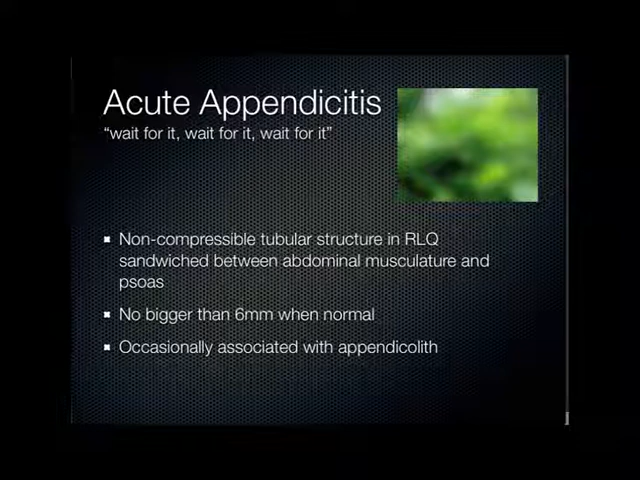 Acute Appendicitis
“wait for it, wait for it, wait for it”
Non-compressible tubular structure in RLQ
sandwiched between abdominal musculature and
psoas
No bigger than 6mm when normal
Occasionally associated with appendicolith